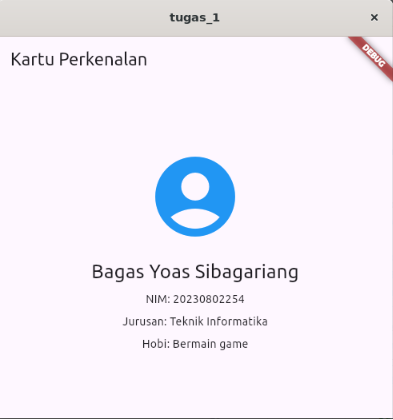 tugas_1
×
Kartu Perkenalan
DEBUG
Bagas Yoas Sibagariang
NIM: 20230802254
Jurusan: Teknik Informatika
Hobi: Bermain game